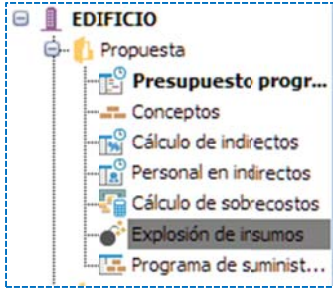 EDIFICIO
Propuesta
Presupuesto progr...
Conceptos
Cálculo de indirectos
Personal en indirectos
Cálculo de sobrecostos
Explosión de insumos
Programa de suminist...